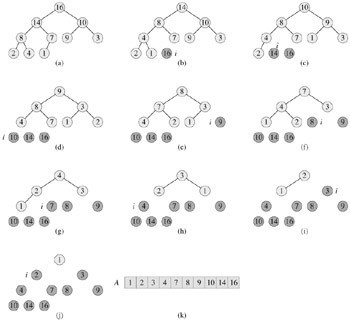 16
14 10
8 7 9 3
2 4 1
(a)
14
8 10
4 7 9 3
2 1 16 i
(b)
10
8 9
4 7 1 3
i
2 14 16
(c)
9
8 3
4 7 1 2
i 10 14 16
(d)
8
7 3
4 2 1 i 9
10 14 16
(e)
7
4 3
1 2 8 i 9
10 14 16
(f)
4
2 3
1 i 7 8 9
10 14 16
(g)
3
2 1
i 4 7 8 9
10 14 16
(h)
2
1 3 i
4 7 8 9
10 14 16
(i)
1
i 2 3
4 7 8 9
10 14 16
(j)
A 1 2 3 4 7 8 9 10 14 16
(k)